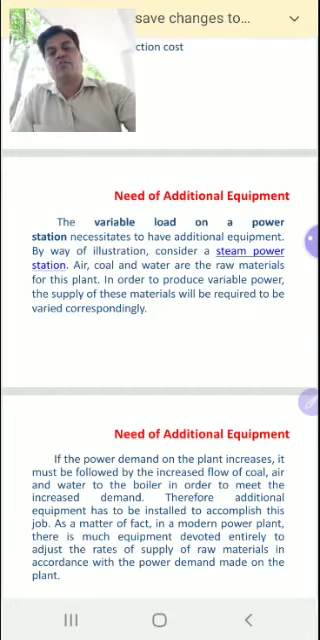 save changes to...
ction cost
Need of Additional Equipment
The variable load on a power
station necessitates to have additional equipment.
By way of illustration, consider a steam power
station. Air, coal and water are the raw materials
for this plant. In order to produce variable power,
the supply of these materials will be required to be
varied correspondingly.
Need of Additional Equipment
If the power demand on the plant increases, it
must be followed by the increased flow of coal, air
and water to the boiler in order to meet the
increased demand. Therefore additional
equipment has to be installed to accomplish this
job. As a matter of fact, in a modern power plant,
there is much equipment devoted entirely to
adjust the rates of supply of raw materials in
accordance with the power demand made on the
plant.